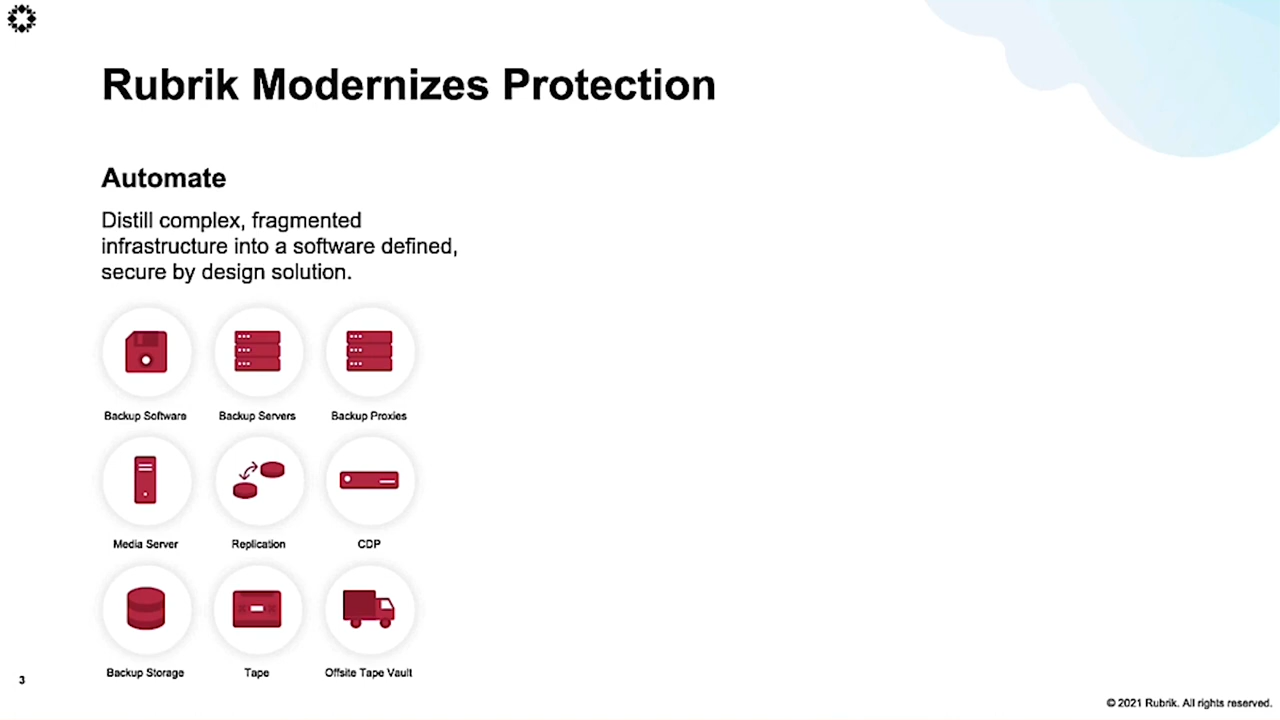 Rubrik Modernizes Protection
Automate
Distill complex, fragmented
infrastructure into a software defined,
secure by design solution.
Backup Software
Backup Servers
Backup Proxies
Media Server
Replication
CDP
Backup Storage
Tape
Offsite Tape Vault
3
© 2021 Rubrik. All rights reserved.